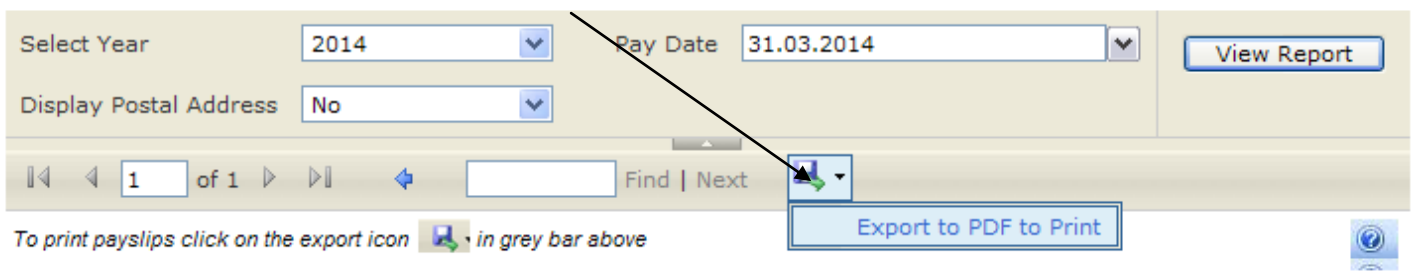 Select Year 2014 Pay Date 31.03.2014 View Report
Display Postal Address No
1 of 1 Find | Next
Export to PDF to Print
To print payslips click on the export icon in grey bar above